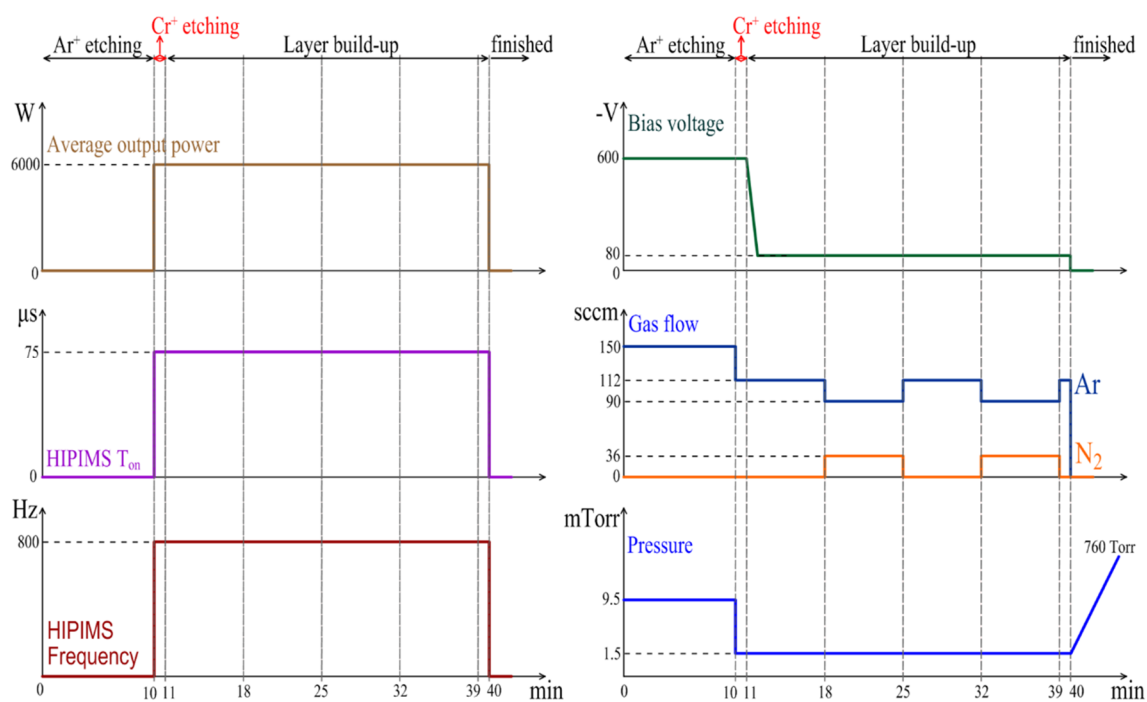 Cr⁺ etching
Ar⁺ etching
Layer build-up
finished
W
Average output power
6000
0
μs
75
HIPIMS Tₒₙ
0
Hz
800
HIPIMS
Frequency
0 10 11 18 25 32 39 40 min
Cr⁺ etching
Ar⁺ etching
Layer build-up
finished
-V
Bias voltage
600
80
0
sccm
Gas flow
150
112
90
Ar
36
N₂
0
mTorr
Pressure
760 Torr
9.5
1.5
0 10 11 18 25 32 39 40 min